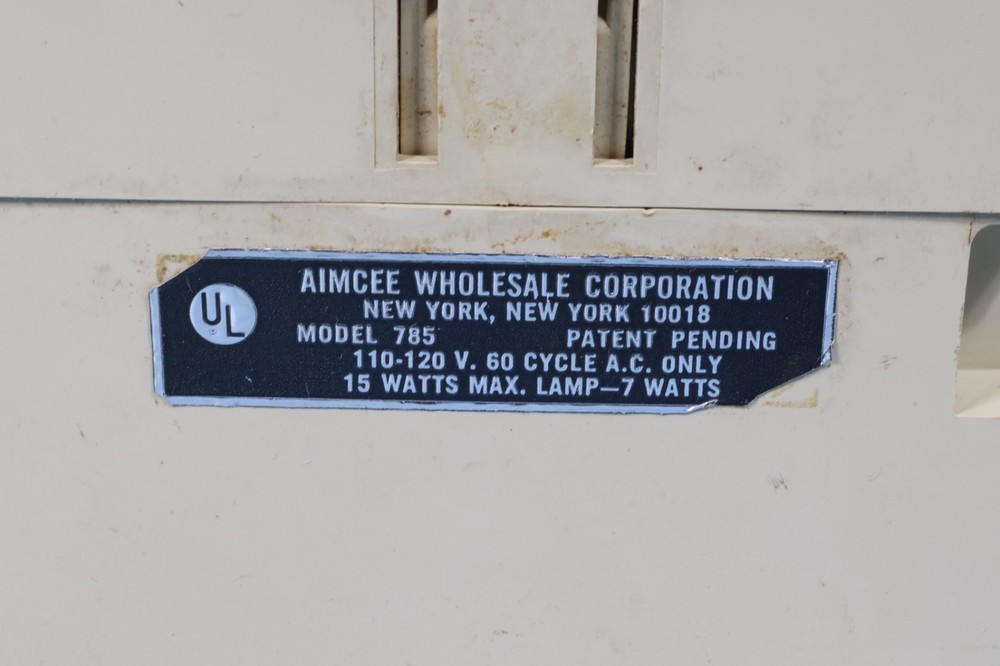 UL
AIMCEE WHOLESALE CORPORATION
NEW YORK, NEW YORK 10018
MODEL 785 PATENT PENDING
110-120 V. 60 CYCLE A.C. ONLY
15 WATTS MAX. LAMP—7 WATTS